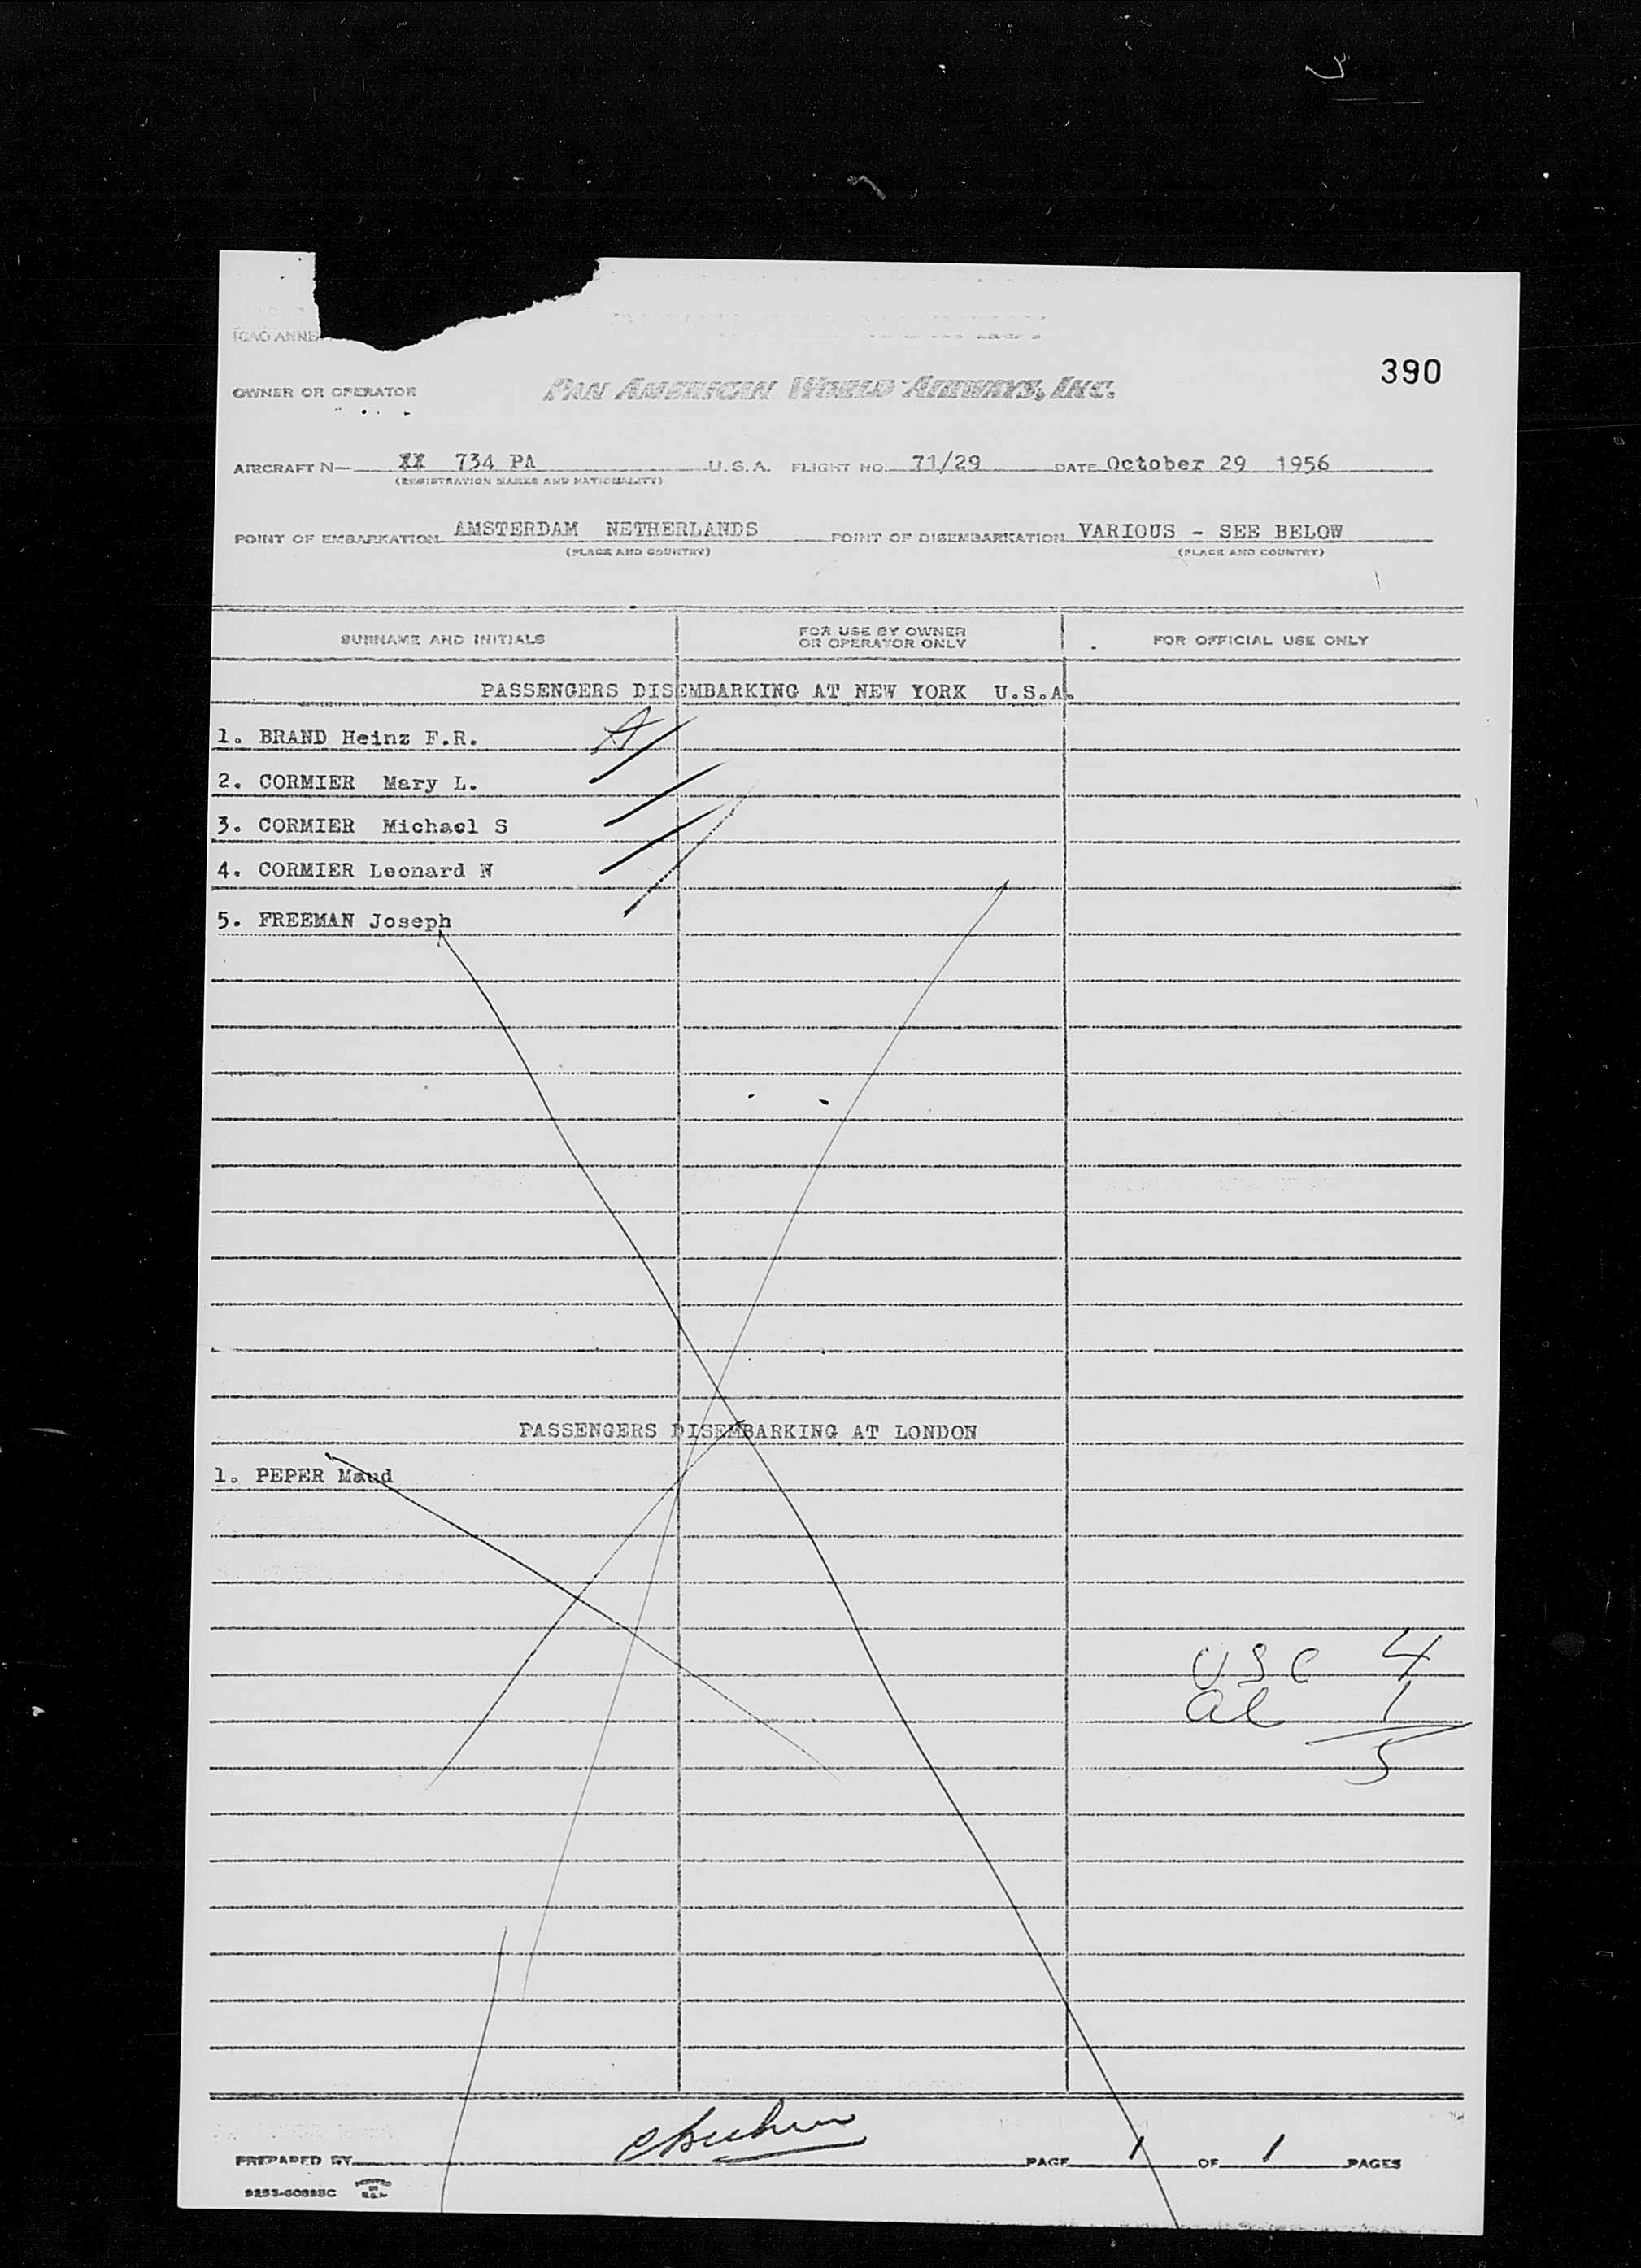 ICAO ANNE
OWNER OR OPERATOR PAN AMERICAN WORLD AIRWAYS, INC. 390
AIRCRAFT N— XX 734 PA U.S.A. FLIGHT NO. 71/29 DATE October 29 1956
(REGISTRATION MARKS AND NATIONALITY)
POINT OF EMBARKATION AMSTERDAM NETHERLANDS POINT OF DISEMBARKATION VARIOUS - SEE BELOW
(PLACE AND COUNTRY) (PLACE AND COUNTRY)
SURNAME AND INITIALS FOR USE BY OWNER OR OPERATOR ONLY FOR OFFICIAL USE ONLY
PASSENGERS DISEMBARKING AT NEW YORK U.S.A.
1. BRAND Heinz F.R. A
2. CORMIER Mary L.
3. CORMIER Michael S
4. CORMIER Leonard N
5. FREEMAN Joseph
PASSENGERS DISEMBARKING AT LONDON
1. PEPER Maud
USC 4
al 1
5
PREPARED BY PAGE 1 OF 1 PAGES